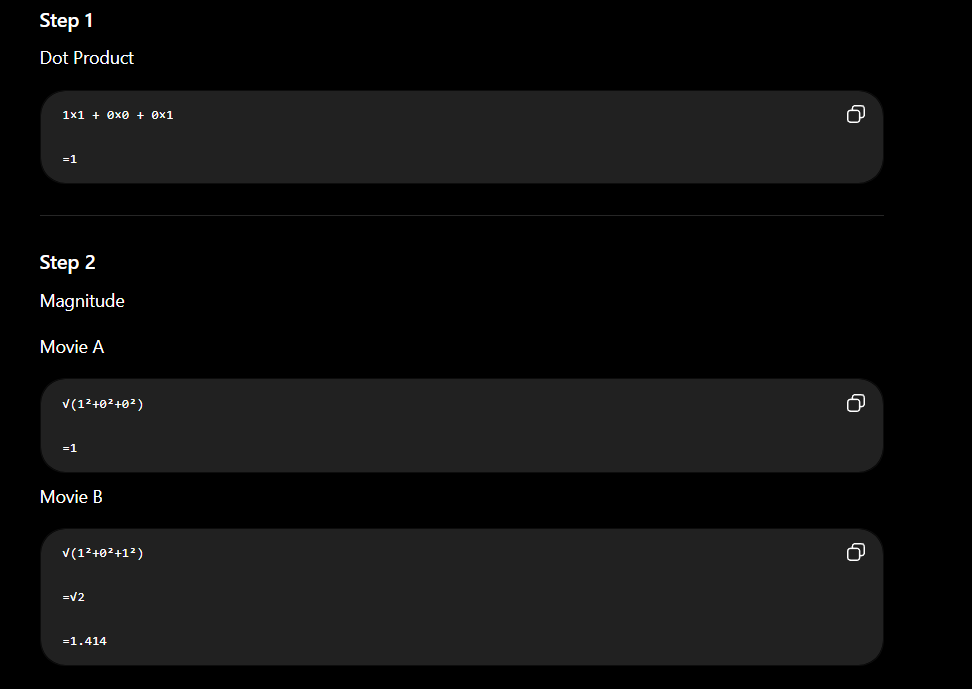 Step 1
Dot Product
1×1 + 0×0 + 0×1
=1
Step 2
Magnitude
Movie A
√(1²+0²+0²)
=1
Movie B
√(1²+0²+1²)
=√2
=1.414